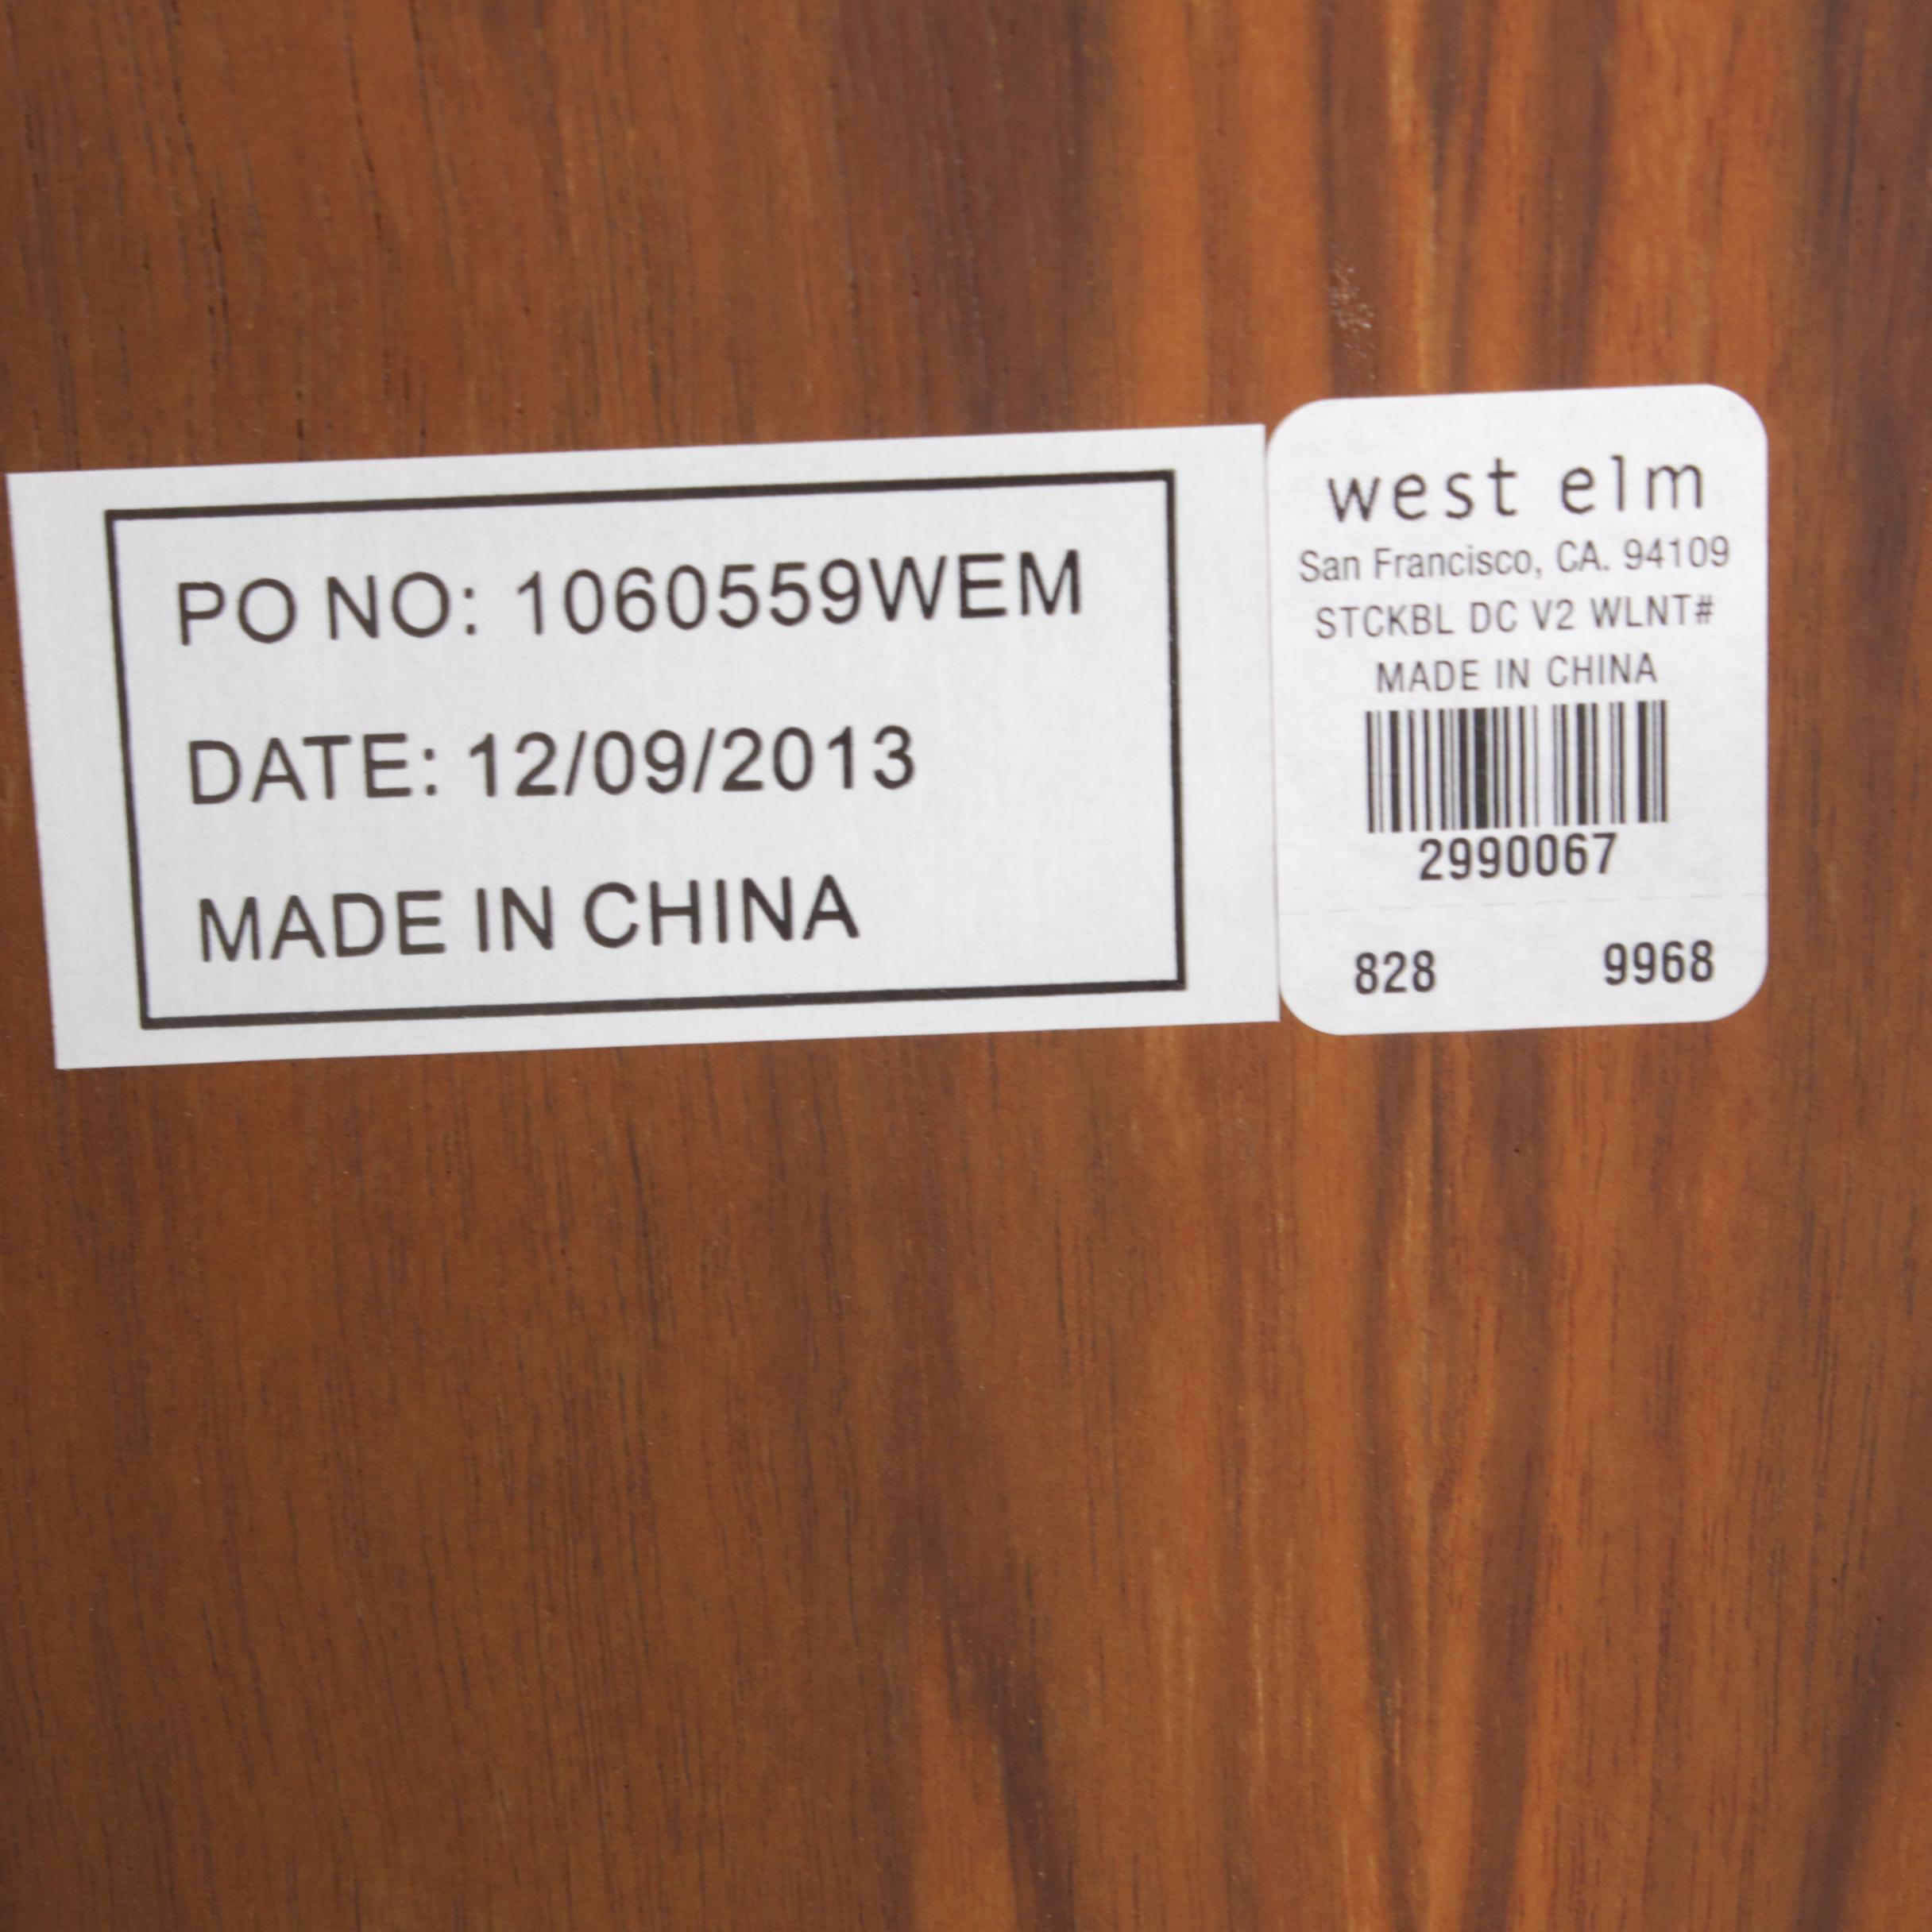 PO NO: 1060559WEM
DATE: 12/09/2013
MADE IN CHINA
west elm
San Francisco, CA. 94109
STCKBL DC V2 WLNT#
MADE IN CHINA
2990067
828 9968